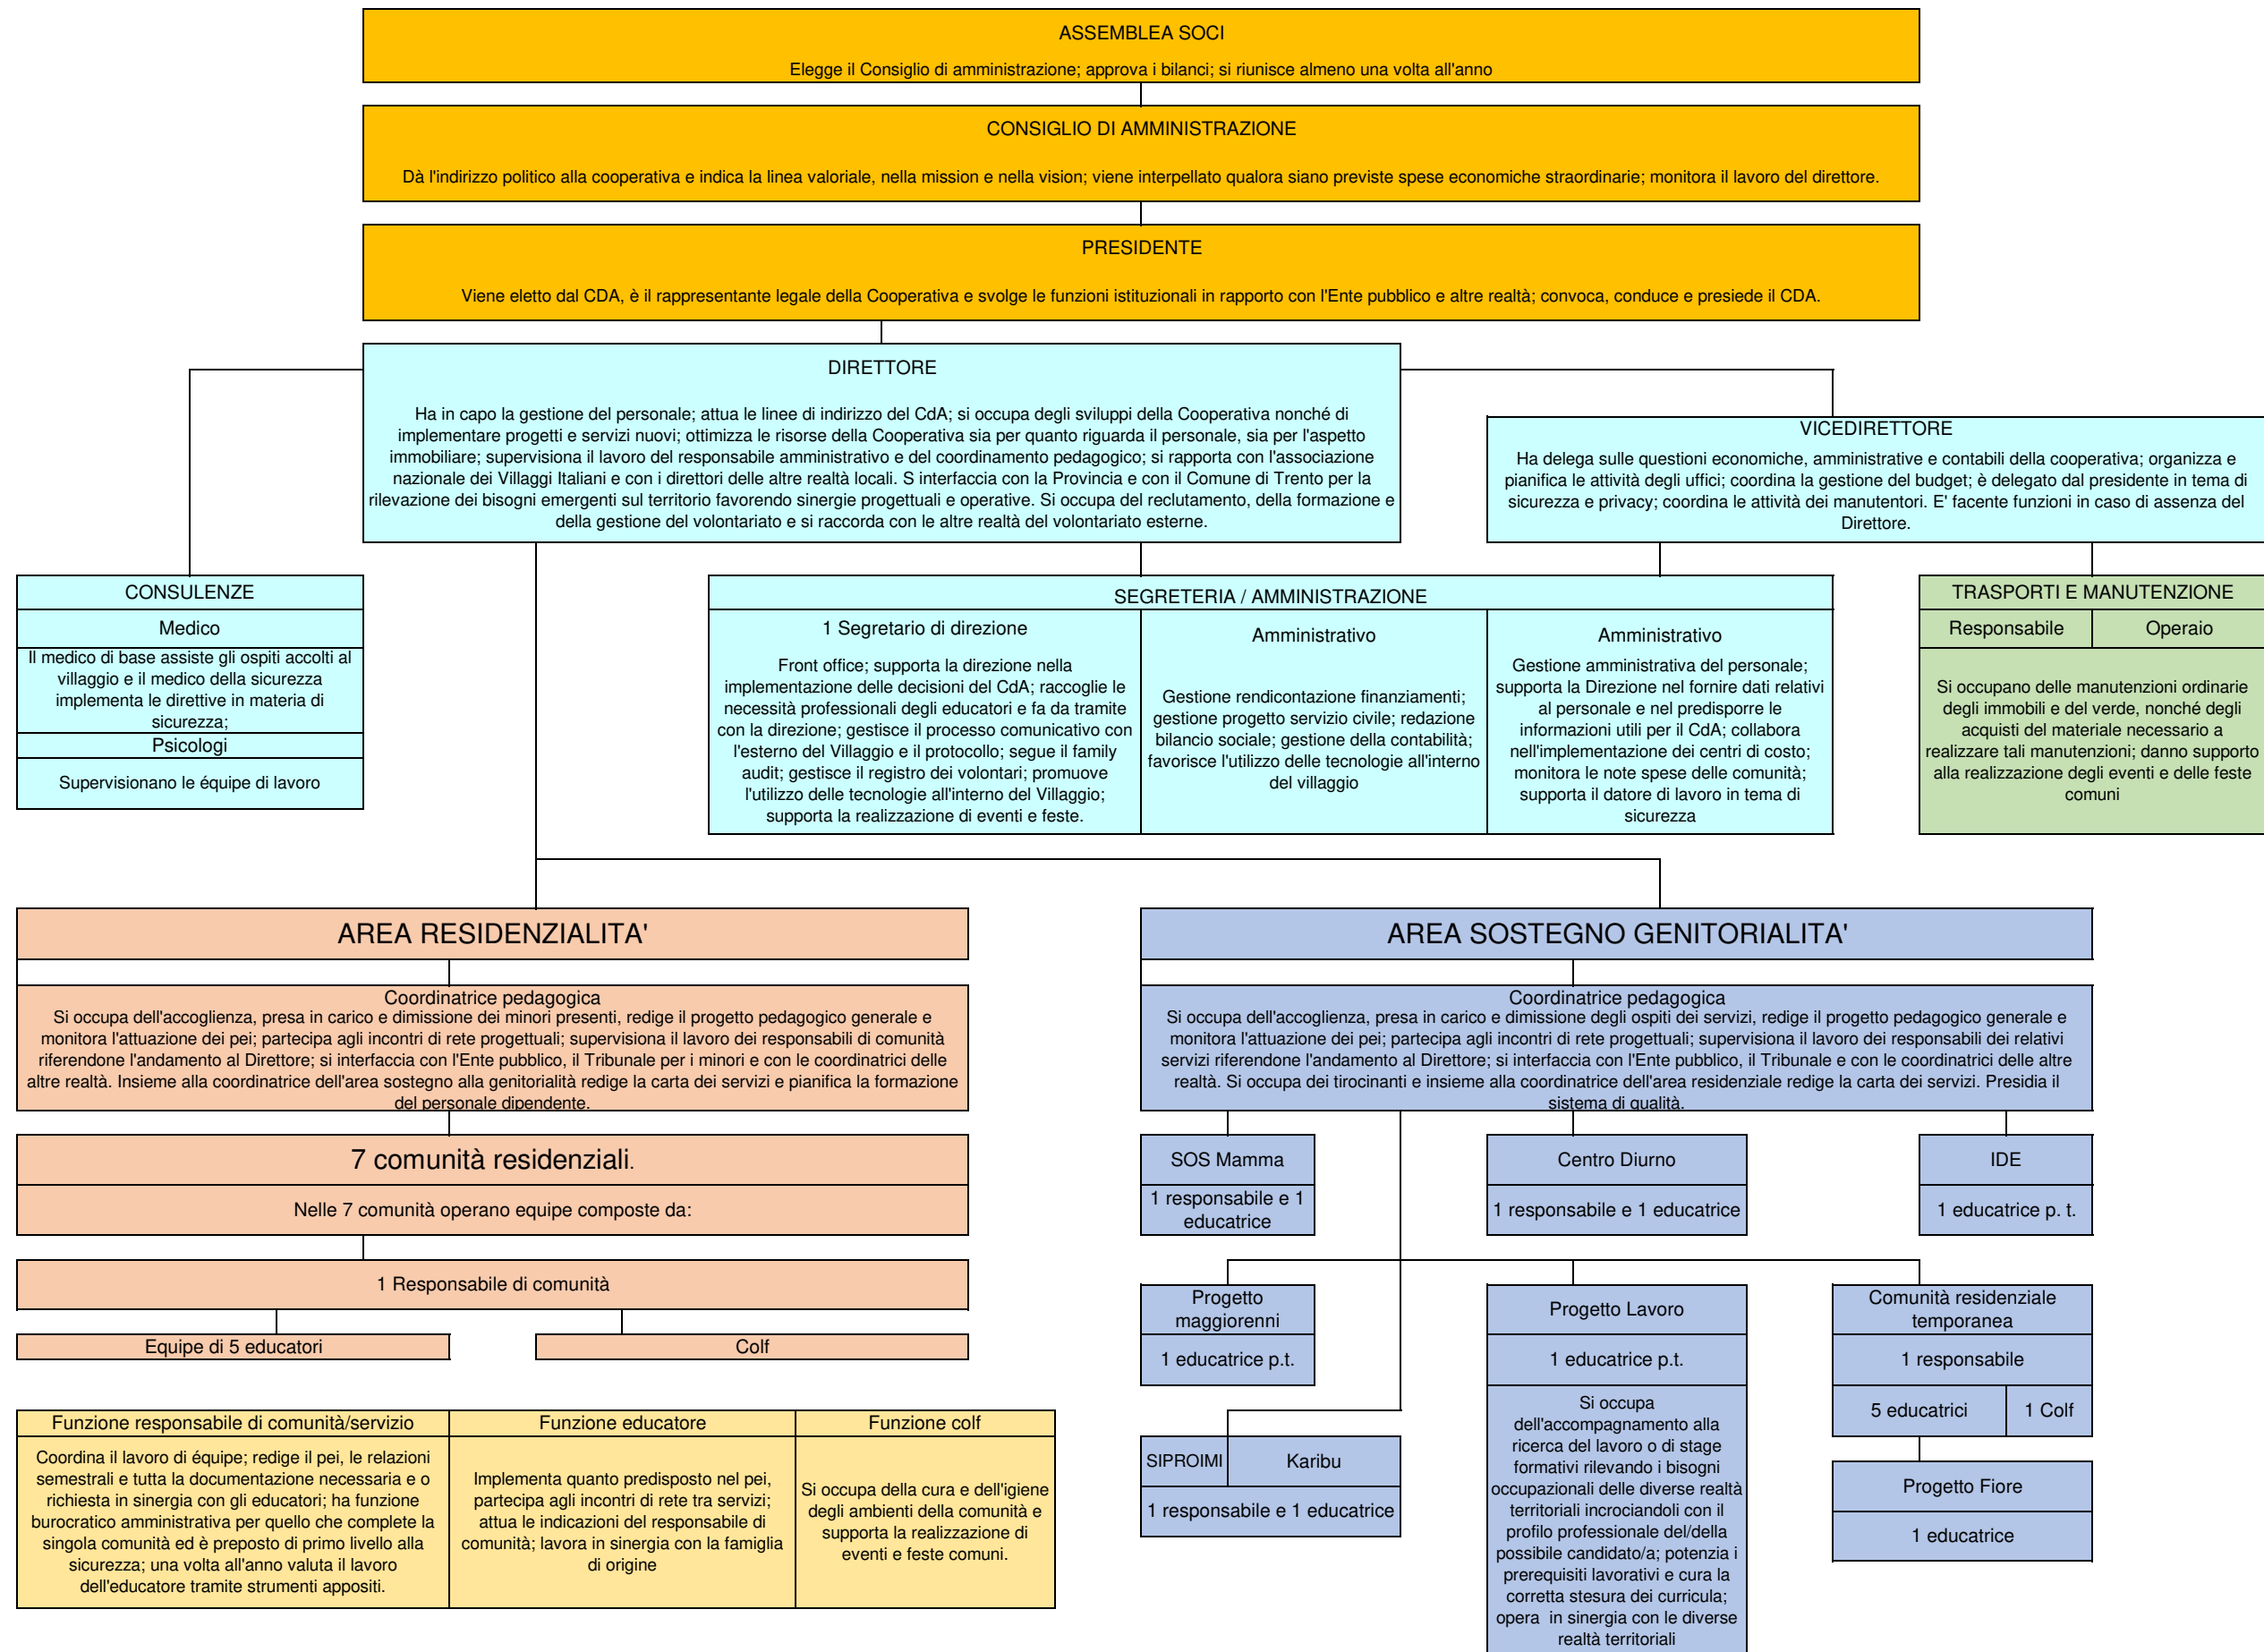 ASSEMBLEA SOCI
Elegge il Consiglio di amministrazione; approva i bilanci; si riunisce almeno una volta all'anno
CONSIGLIO DI AMMINISTRAZIONE
Dà l'indirizzo politico alla cooperativa e indica la linea valoriale, nella mission e nella vision; viene interpellato qualora siano previste spese economiche straordinarie; monitora il lavoro del direttore.
PRESIDENTE
Viene eletto dal CDA, è il rappresentante legale della Cooperativa e svolge le funzioni istituzionali in rapporto con l'Ente pubblico e altre realtà; convoca, conduce e presiede il CDA.
DIRETTORE
Ha in capo la gestione del personale; attua le linee di indirizzo del CdA; si occupa degli sviluppi della Cooperativa nonché di
implementare progetti e servizi nuovi; ottimizza le risorse della Cooperativa sia per quanto riguarda il personale, sia per l'aspetto
immobiliare; supervisiona il lavoro del responsabile amministrativo e del coordinamento pedagogico; si rapporta con l'associazione
nazionale dei Villaggi Italiani e con i direttori delle altre realtà locali. S interfaccia con la Provincia e con il Comune di Trento per la
rilevazione dei bisogni emergenti sul territorio favorendo sinergie progettuali e operative. Si occupa del reclutamento, della formazione e
della gestione del volontariato e si raccorda con le altre realtà del volontariato esterne.
VICEDIRETTORE
Ha delega sulle questioni economiche, amministrative e contabili della cooperativa; organizza e
pianifica le attività degli uffici; coordina la gestione del budget; è delegato dal presidente in tema di
sicurezza e privacy; coordina le attività dei manutentori. E' facente funzioni in caso di assenza del
Direttore.
CONSULENZE
Medico
Il medico di base assiste gli ospiti accolti al
villaggio e il medico della sicurezza
implementa le direttive in materia di
sicurezza;
Psicologi
Supervisionano le équipe di lavoro
SEGRETERIA / AMMINISTRAZIONE
1 Segretario di direzione
Front office; supporta la direzione nella
implementazione delle decisioni del CdA; raccoglie le
necessità professionali degli educatori e fa da tramite
con la direzione; gestisce il processo comunicativo con
l'esterno del Villaggio e il protocollo; segue il family
audit; gestisce il registro dei volontari; promuove
l'utilizzo delle tecnologie all'interno del Villaggio;
supporta la realizzazione di eventi e feste.
Amministrativo
Gestione rendicontazione finanziamenti;
gestione progetto servizio civile; redazione
bilancio sociale; gestione della contabilità;
favorisce l'utilizzo delle tecnologie all'interno
del villaggio
Amministrativo
Gestione amministrativa del personale;
supporta la Direzione nel fornire dati relativi
al personale e nel predisporre le
informazioni utili per il CdA; collabora
nell'implementazione dei centri di costo;
monitora le note spese delle comunità;
supporta il datore di lavoro in tema di
sicurezza
TRASPORTI E MANUTENZIONE
Responsabile
Operaio
Si occupano delle manutenzioni ordinarie
degli immobili e del verde, nonché degli
acquisti del materiale necessario a
realizzare tali manutenzioni; danno supporto
alla realizzazione degli eventi e delle feste
comuni
AREA RESIDENZIALITA'
Coordinatrice pedagogica
Si occupa dell'accoglienza, presa in carico e dimissione dei minori presenti, redige il progetto pedagogico generale e
monitora l'attuazione dei pei; partecipa agli incontri di rete progettuali; supervisiona il lavoro dei responsabili di comunità
riferendone l'andamento al Direttore; si interfaccia con l'Ente pubblico, il Tribunale per i minori e con le coordinatrici delle
altre realtà. Insieme alla coordinatrice dell'area sostegno alla genitorialità redige la carta dei servizi e pianifica la formazione
del personale dipendente.
7 comunità residenziali.
Nelle 7 comunità operano equipe composte da:
1 Responsabile di comunità
Equipe di 5 educatori
Colf
AREA SOSTEGNO GENITORIALITA'
Coordinatrice pedagogica
Si occupa dell'accoglienza, presa in carico e dimissione degli ospiti dei servizi, redige il progetto pedagogico generale e
monitora l'attuazione dei pei; partecipa agli incontri di rete progettuali; supervisiona il lavoro dei responsabili dei relativi
servizi riferendone l'andamento al Direttore; si interfaccia con l'Ente pubblico, il Tribunale e con le coordinatrici delle altre
realtà. Si occupa dei tirocinanti e insieme alla coordinatrice dell'area residenziale redige la carta dei servizi. Presidia il
sistema di qualità.
SOS Mamma
1 responsabile e 1
educatrice
Centro Diurno
1 responsabile e 1 educatrice
IDE
1 educatrice p. t.
Progetto
maggiorenni
1 educatrice p.t.
Progetto Lavoro
1 educatrice p.t.
Si occupa
dell'accompagnamento alla
ricerca del lavoro o di stage
formativi rilevando i bisogni
occupazionali delle diverse realtà
territoriali incrociandoli con il
profilo professionale del/della
possibile candidato/a; potenzia i
prerequisiti lavorativi e cura la
corretta stesura dei curricula;
opera  in sinergia con le diverse
realtà territoriali
Comunità residenziale
temporanea
1 responsabile
5 educatrici
1 Colf
Progetto Fiore
1 educatrice
SIPROIMI
Karibu
1 responsabile e 1 educatrice
Funzione responsabile di comunità/servizio
Coordina il lavoro di équipe; redige il pei, le relazioni
semestrali e tutta la documentazione necessaria e o
richiesta in sinergia con gli educatori; ha funzione
burocratico amministrativa per quello che complete la
singola comunità ed è preposto di primo livello alla
sicurezza; una volta all'anno valuta il lavoro
dell'educatore tramite strumenti appositi.
Funzione educatore
Implementa quanto predisposto nel pei,
partecipa agli incontri di rete tra servizi;
attua le indicazioni del responsabile di
comunità; lavora in sinergia con la famiglia
di origine
Funzione colf
Si occupa della cura e dell'igiene
degli ambienti della comunità e
supporta la realizzazione di
eventi e feste comuni.